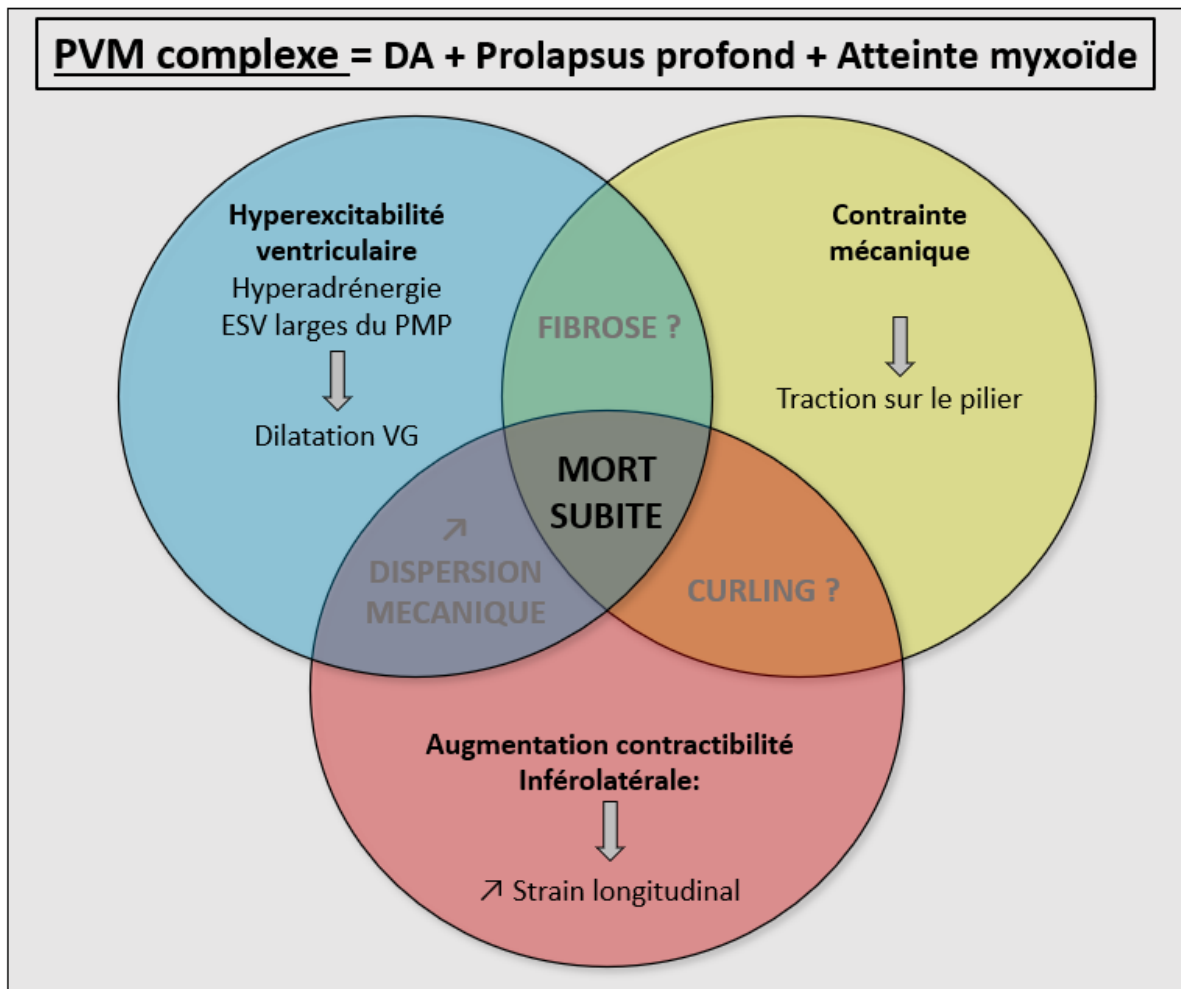 PVM complexe = DA + Prolapsus profond + Atteinte myxoïde
Hyperexcitabilité
ventriculaire
Hyperadrénergie
ESV larges du PMP
Dilatation VG
Contrainte
mécanique
Traction sur le pilier
FIBROSE ?
MORT
SUBITE
↗
DISPERSION
MECANIQUE
CURLING ?
Augmentation contractibilité
Inférolatérale:
↗ Strain longitudinal